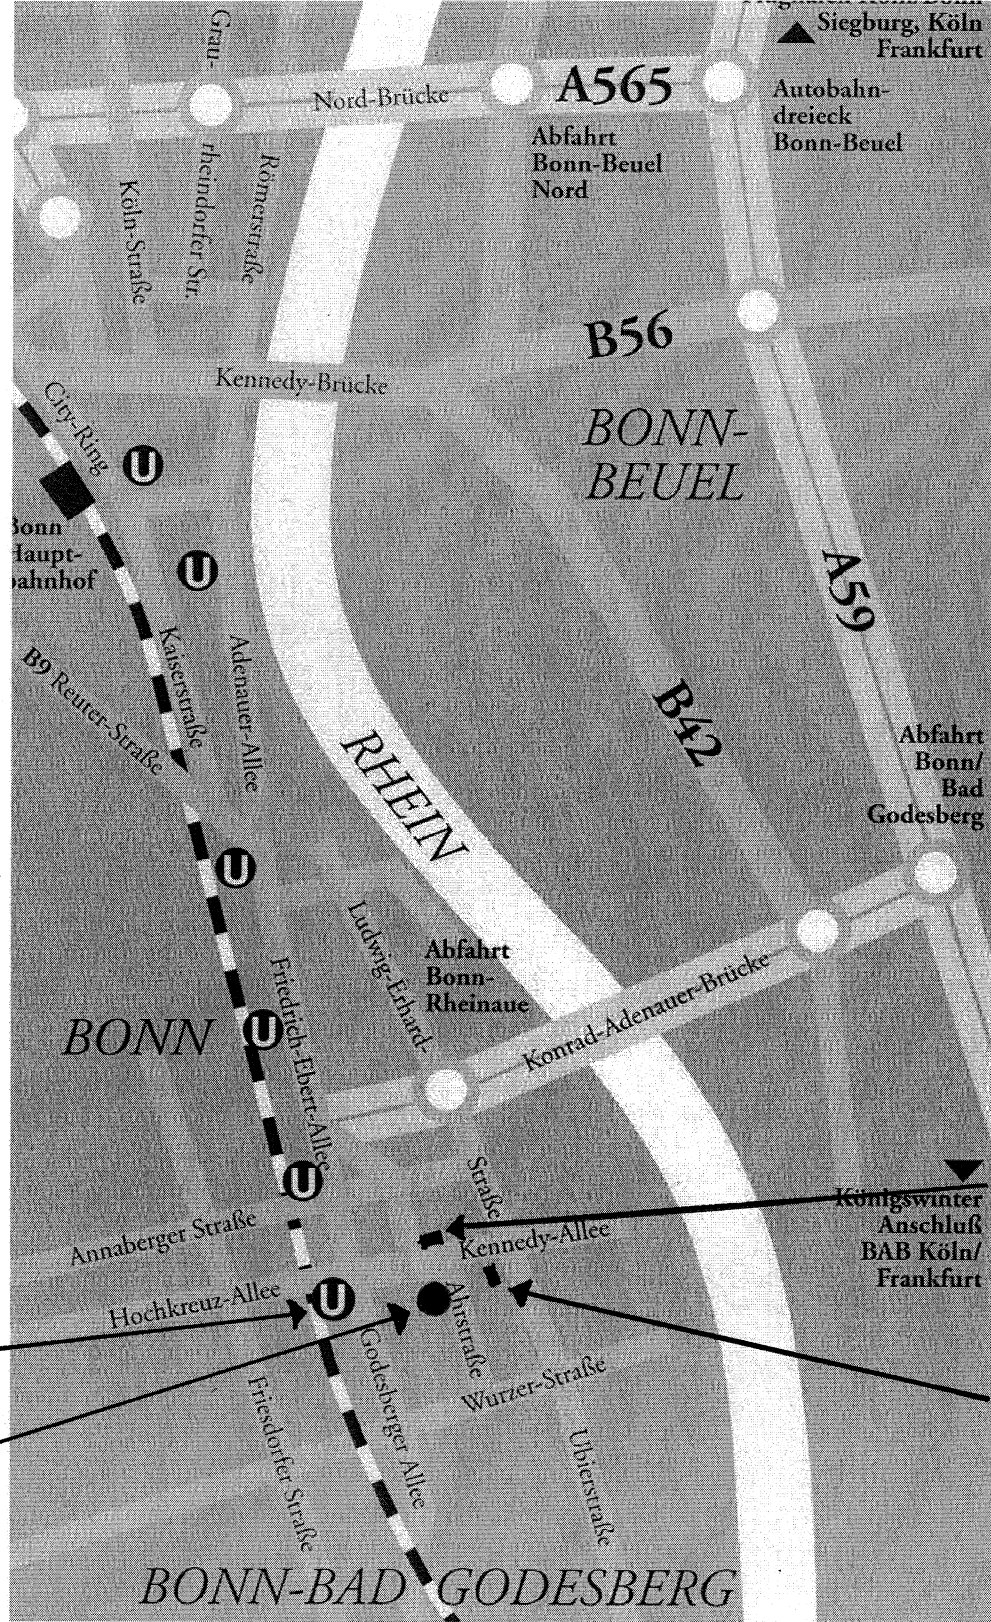 Siegburg, Köln
Frankfurt
Grau-
rheindorfer Str.
Nord-Brücke
A565
Autobahn-
dreieck
Bonn-Beuel
Abfahrt
Bonn-Beuel
Nord
Köln-Straße
Römerstraße
B56
Kennedy-Brücke
BONN-
BEUEL
City-Ring
U
Bonn
Haupt-
bahnhof
U
A59
Kaiserstraße
Adenauer-Allee
B9 Reuter-Straße
B42
RHEIN
Abfahrt
Bonn/
Bad
Godesberg
U
Ludwig-Erhard-
Straße
Abfahrt
Bonn-
Rheinaue
Konrad-Adenauer-Brücke
BONN
U
Friedrich-Ebert-Allee
U
Königswinter
Anschluß
BAB Köln/
Frankfurt
Annaberger Straße
Kennedy-Allee
Hochkreuz-Allee
U
Ahrstraße
Godesberger Allee
Wurzer-Straße
Friesdorfer Straße
Ubierstraße
BONN-BAD GODESBERG